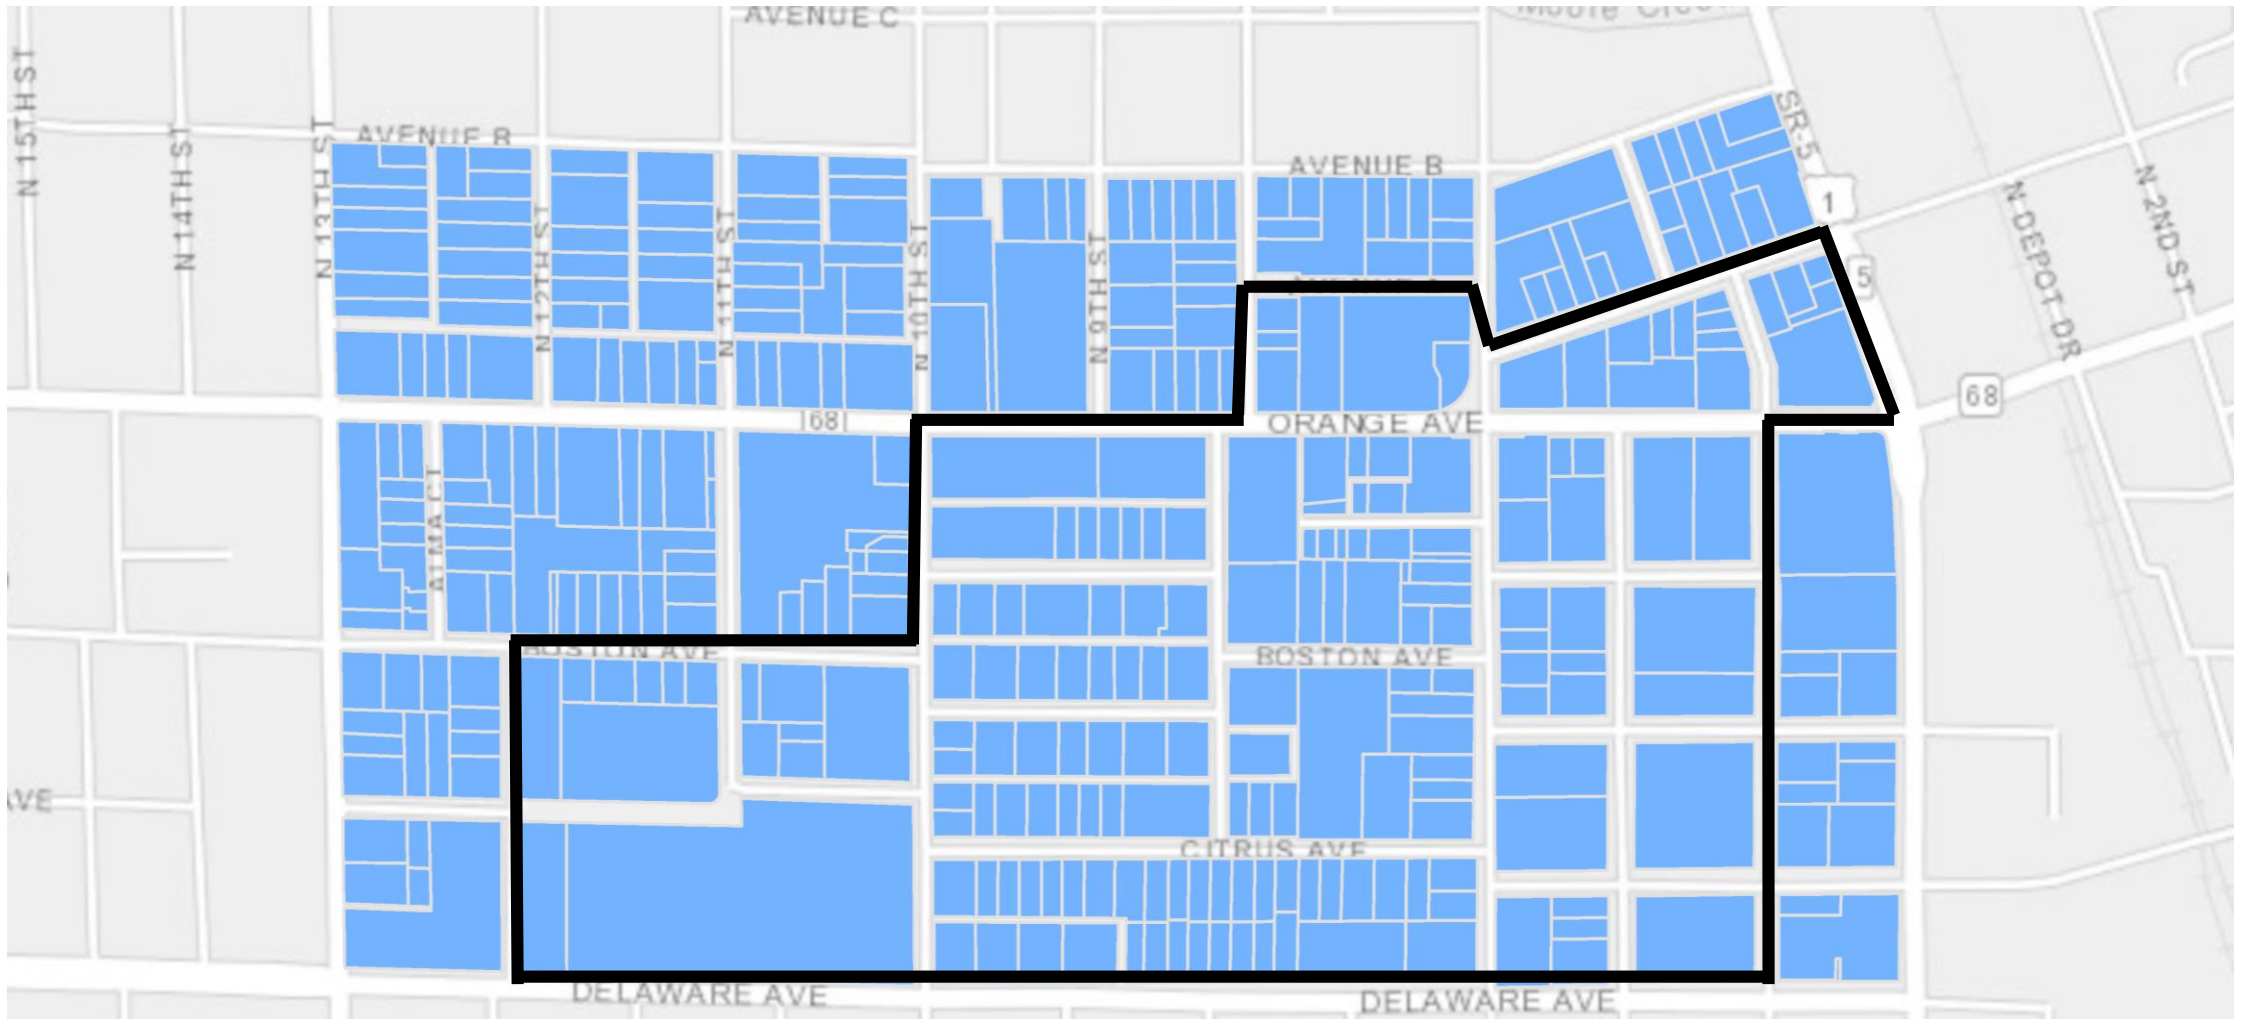 AVENUE C
N 15TH ST
N 14TH ST
N 13TH ST
AVENUE B
AVENUE B
SR-5
1
5
N DEPOT DR
N 2ND ST
N 12TH ST
N 11TH ST
N 10TH ST
N 9TH ST
68
68
ORANGE AVE
ALMA CT
BOSTON AVE
BOSTON AVE
AVE
CITRUS AVE
DELAWARE AVE
DELAWARE AVE